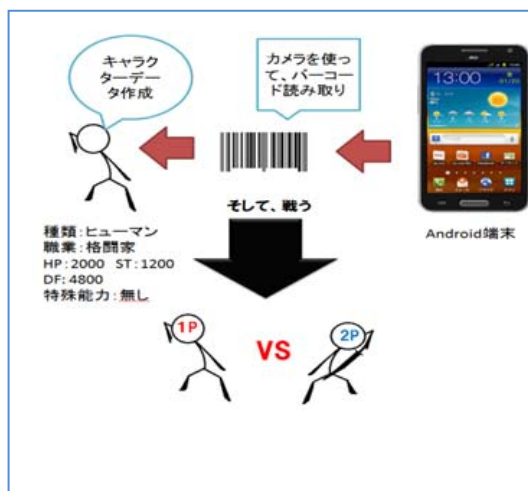 キャラク
ターデー
タ作成
カメラを使っ
て、バーコー
ド読み取り
13:00
そして、戦う
Android端末
種類:ヒューマン
職業:格闘家
HP:2000 ST:1200
DF:4800
特殊能力:無し
1P
VS
2P